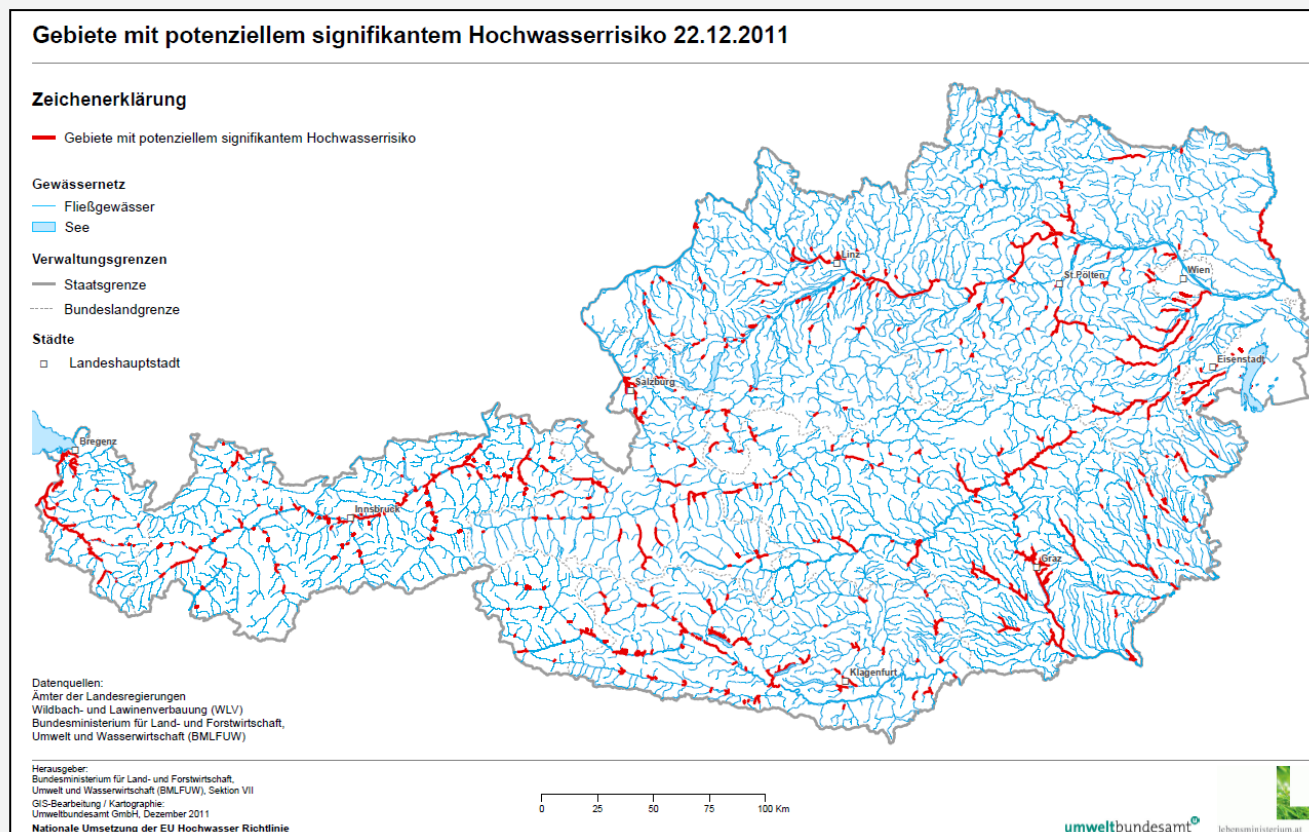 Gebiete mit potenziellem signifikantem Hochwasserrisiko 22.12.2011
Zeichenerklärung
Gebiete mit potenziellem signifikantem Hochwasserrisiko
Gewässernetz
Fließgewässer
See
Verwaltungsgrenzen
Staatsgrenze
Bundeslandgrenze
Städte
Landeshauptstadt
Linz
St.Pölten
Wien
Eisenstadt
Salzburg
Bregenz
Innsbruck
Graz
Klagenfurt
Datenquellen:
Ämter der Landesregierungen
Wildbach- und Lawinenverbauung (WLV)
Bundesministerium für Land- und Forstwirtschaft,
Umwelt und Wasserwirtschaft (BMLFUW)
Herausgeber:
Bundesministerium für Land- und Forstwirtschaft,
Umwelt und Wasserwirtschaft (BMLFUW), Sektion VII
GIS-Bearbeitung / Kartographie:
Umweltbundesamt GmbH, Dezember 2011
Nationale Umsetzung der EU Hochwasser Richtlinie
0 25 50 75 100 Km
umweltbundesamt
lebensministerium.at